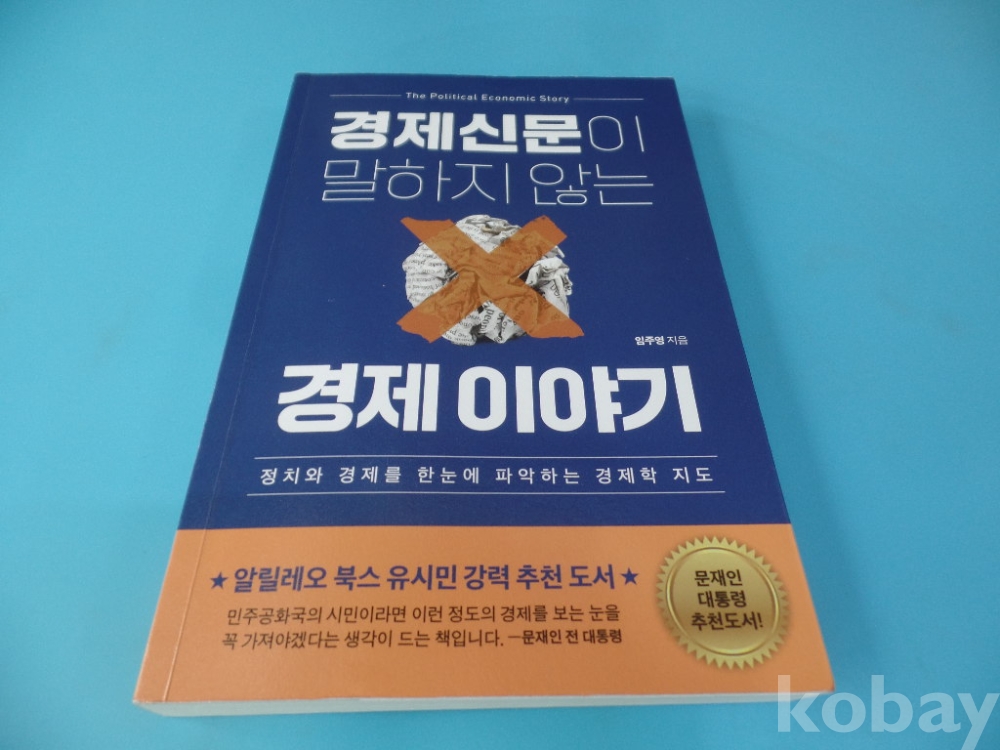 The Political Economic Story
경제신문이
말하지 않는
임주영 지음
경제 이야기
정치와 경제를 한눈에 파악하는 경제학 지도
★ 알릴레오 북스 유시민 강력 추천 도서 ★
민주공화국의 시민이라면 이런 정도의 경제를 보는 눈을
꼭 가져야겠다는 생각이 드는 책입니다. —문재인 전 대통령
문재인
대통령
추천도서!
kobay